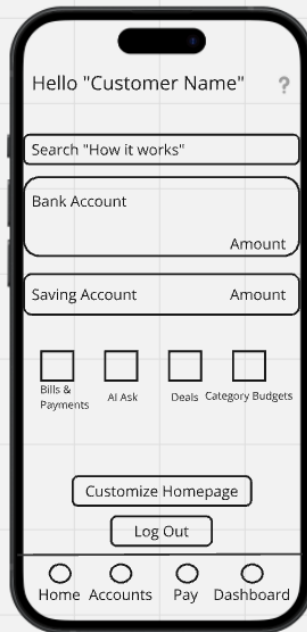 Hello "Customer Name" ?
Search "How it works"
Bank Account
Amount
Saving Account Amount
Bills &
Payments
AI Ask
Deals
Category Budgets
Customize Homepage
Log Out
Home Accounts Pay Dashboard